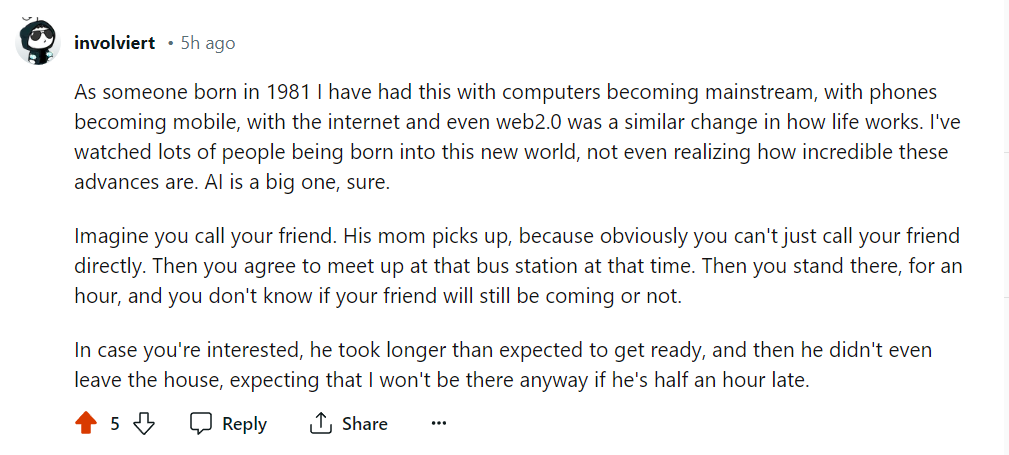 involviert • 5h ago
As someone born in 1981 I have had this with computers becoming mainstream, with phones
becoming mobile, with the internet and even web2.0 was a similar change in how life works. I've
watched lots of people being born into this new world, not even realizing how incredible these
advances are. AI is a big one, sure.
Imagine you call your friend. His mom picks up, because obviously you can't just call your friend
directly. Then you agree to meet up at that bus station at that time. Then you stand there, for an
hour, and you don't know if your friend will still be coming or not.
In case you're interested, he took longer than expected to get ready, and then he didn't even
leave the house, expecting that I won't be there anyway if he's half an hour late.
5 Reply Share ...